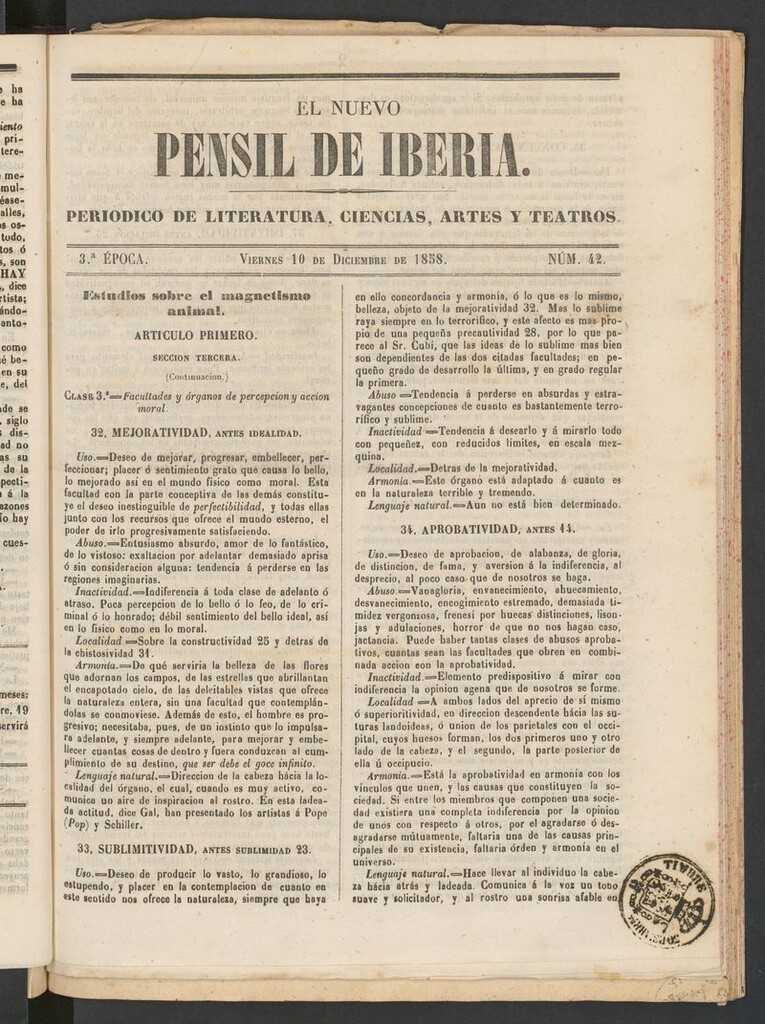 EL NUEVO
PENSIL DE IBERIA.
PERIODICO DE LITERATURA, CIENCIAS, ARTES Y TEATROS.
3.ª ÉPOCA. VIERNES 10 DE DICIEMBRE DE 1858. NÚM. 42.
Estudios sobre el magnetismo
animal.
ARTICULO PRIMERO.
SECCION TERCERA.
(Continuacion.)
CLASE 3.ª—Facultades y órganos de percepcion y accion
moral.
32. MEJORATIVIDAD, ANTES IDEALIDAD.
Uso.—Deseo de mejorar, progresar, embellecer, per-
feccionar; placer ó sentimiento grato que causa lo bello,
lo mejorado asi en el mundo físico como moral. Esta
facultad con la parte conceptiva de las demás constitu-
ye el deseo inestinguible de perfectibilidad, y todas ellas
junto con los recursos que ofrece el mundo esterno, el
poder de irlo progresivamente satisfaciendo.
Abuso.—Entusiasmo absurdo, amor de lo fantástico,
de lo vistoso: exaltacion por adelantar demasiado aprisa
ó sin consideracion alguna: tendencia á perderse en las
regiones imaginarias.
Inactividad.—Indiferencia á toda clase de adelanto ó
atraso. Poca percepcion de lo bello ó lo feo, de lo cri-
minal ó lo honrado; débil sentimiento del bello ideal, así
en lo físico como en lo moral.
Localidad—Sobre la constructividad 25 y detras de
la chistosividad 31.
Armonía.—De qué serviria la belleza de las flores
que adornan los campos, de las estrellas que abrillantan
el encapotado cielo, de las deleitables vistas que ofrece
la naturaleza entera, sin una facultad que contemplán-
dolas se conmoviese. Además de esto, el hombre es pro-
gresivo; necesitaba, pues, de un instinto que lo impulsa-
ra adelante, y siempre adelante, para mejorar y embe-
llecer cuantas cosas de dentro y fuera conduzcan al cum-
plimiento de su destino, que ser debe el goce infinito.
Lenguaje natural.—Direccion de la cabeza hácia la lo-
calidad del órgano, el cual, cuando es muy activo, co-
munica un aire de inspiracion al rostro. En esta ladea-
da actitud, dice Gal, han presentado los artistas á Pope
(Pop) y Schiller.
33. SUBLIMITIVIDAD, ANTES SUBLIMIDAD 23.
Uso.—Deseo de producir lo vasto, lo grandioso, lo
estupendo, y placer en la contemplacion de cuanto en
este sentido nos ofrece la naturaleza, siempre que haya
en ello concordancia y armonía, ó lo que es lo mismo,
belleza, objeto de la mejoratividad 32. Mas lo sublime
raya siempre en lo terrorífico, y este afecto es mas pro-
pio de una pequeña precautividad 28, por lo que pa-
rece al Sr. Cubí, que las ideas de lo sublime mas bien
son dependientes de las dos citadas facultades; en pe-
queño grado de desarrollo la última, y en grado regular
la primera.
Abuso—Tendencia á perderse en absurdas y estra-
vagantes concepciones de cuanto es bastantemente terro-
rífico y sublime.
Inactividad—Tendencia á desearlo y á mirarlo todo
con pequeñez, con reducidos límites, en escala mez-
quina.
Localidad.—Detras de la mejoratividad.
Armonía.—Este órgano está adaptado á cuanto es
en la naturaleza terrible y tremendo.
Lenguaje natural.—Aun no está bien determinado.
34. APROBATIVIDAD, ANTES 14.
Uso.—Deseo de aprobacion, de alabanza, de gloria,
de distincion, de fama, y aversion á la indiferencia, al
desprecio, al poco caso que de nosotros se haga.
Abuso.—Vanagloria, envanecimiento, ahuecamiento,
desvanecimiento, encogimiento estremado, demasiada ti-
midez vergonzosa, frenesí por huecas distinciones, lison-
jas y adulaciones, horror de que no nos hagan caso,
jactancia. Puede haber tantas clases de abusos aproba-
tivos, cuantas sean las facultades que obren en combi-
nada accion con la aprobatividad.
Inactividad.—Elemento predispositivo á mirar con
indiferencia la opinion agena que de nosotros se forme.
Localidad—A ambos lados del aprecio de sí mismo
ó superioritividad, en direccion descendente hácia las su-
turas landoideas, ó union de los parietales con el occi-
pital, cuyos huesos forman, los dos primeros uno y otro
lado de la cabeza, y el segundo, la parte posterior de
ella ú occipucio.
Armonía.—Está la aprobatividad en armonía con los
vínculos que unen, y las causas que constituyen la so-
ciedad. Si entre los miembros que componen una socie-
dad existiera una completa indiferencia por la opinion
de unos con respecto á otros, por el agradarse ó des-
agradarse mútuamente, faltaria una de las causas princi-
pales de su existencia, faltaria órden y armonía en el
universo.
Lenguaje natural.—Hace llevar al individuo la cabe-
za hácia atrás y ladeada. Comunica á la voz un tono
suave y solicitador, y al rostro una sonrisa afable en
TIMBRE